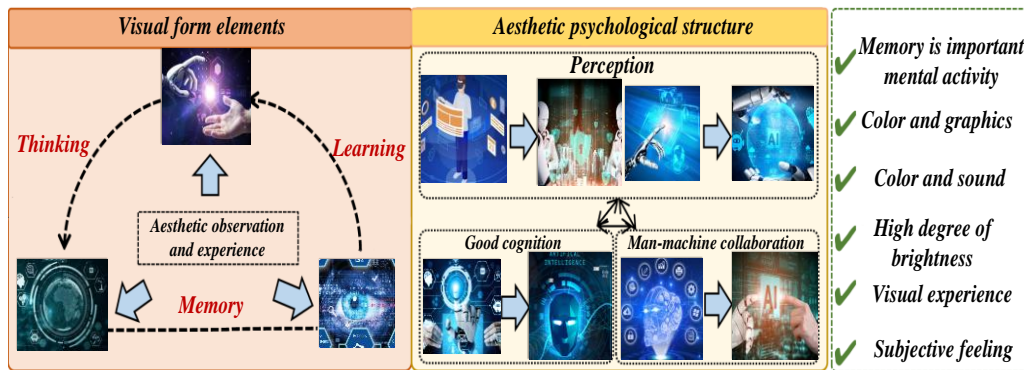 Visual form elements
Thinking
Learning
Aesthetic observation
and experience
Memory
Aesthetic psychological structure
Perception
AI
Good cognition
ARTIFICAL
INTELLIGENCE
Man-machine collaboration
AI
Memory is important
mental activity
Color and graphics
Color and sound
High degree of
brightness
Visual experience
Subjective feeling